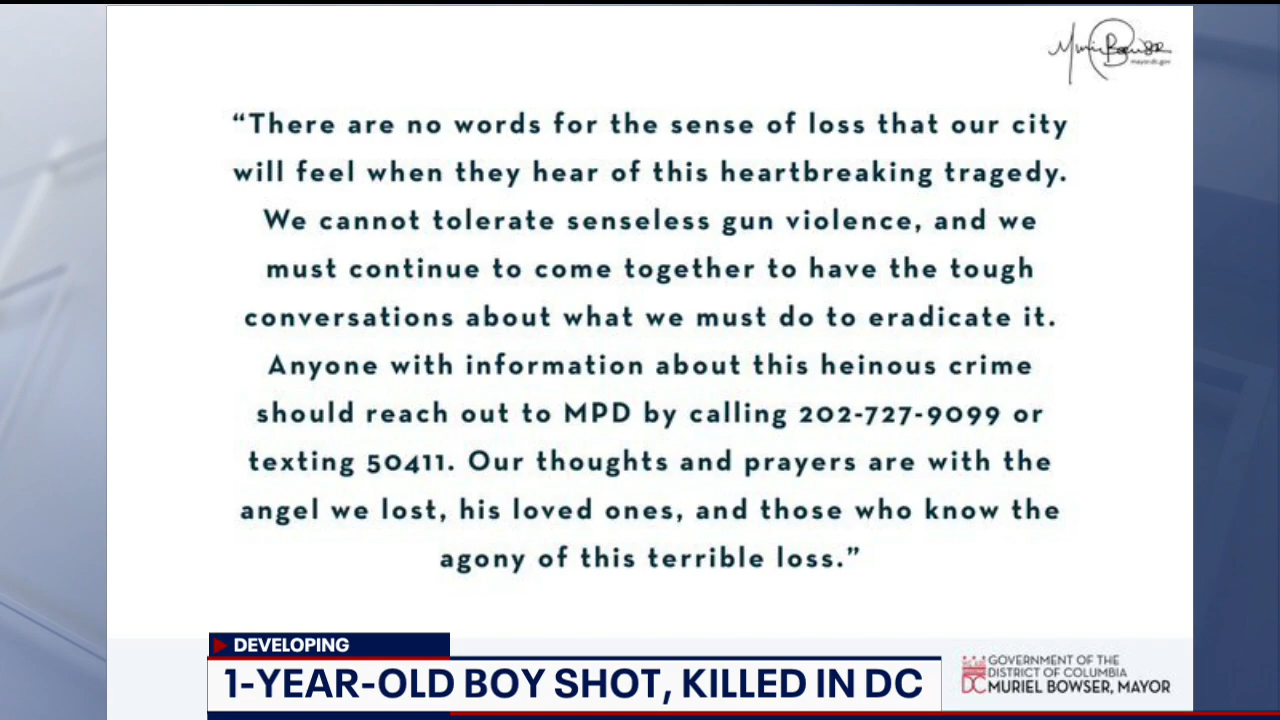 Muriel Bowser
mayor.dc.gov
“There are no words for the sense of loss that our city
will feel when they hear of this heartbreaking tragedy.
We cannot tolerate senseless gun violence, and we
must continue to come together to have the tough
conversations about what we must do to eradicate it.
Anyone with information about this heinous crime
should reach out to MPD by calling 202-727-9099 or
texting 50411. Our thoughts and prayers are with the
angel we lost, his loved ones, and those who know the
agony of this terrible loss.”
DEVELOPING
1-YEAR-OLD BOY SHOT, KILLED IN DC
GOVERNMENT OF THE
DISTRICT OF COLUMBIA
DC MURIEL BOWSER, MAYOR